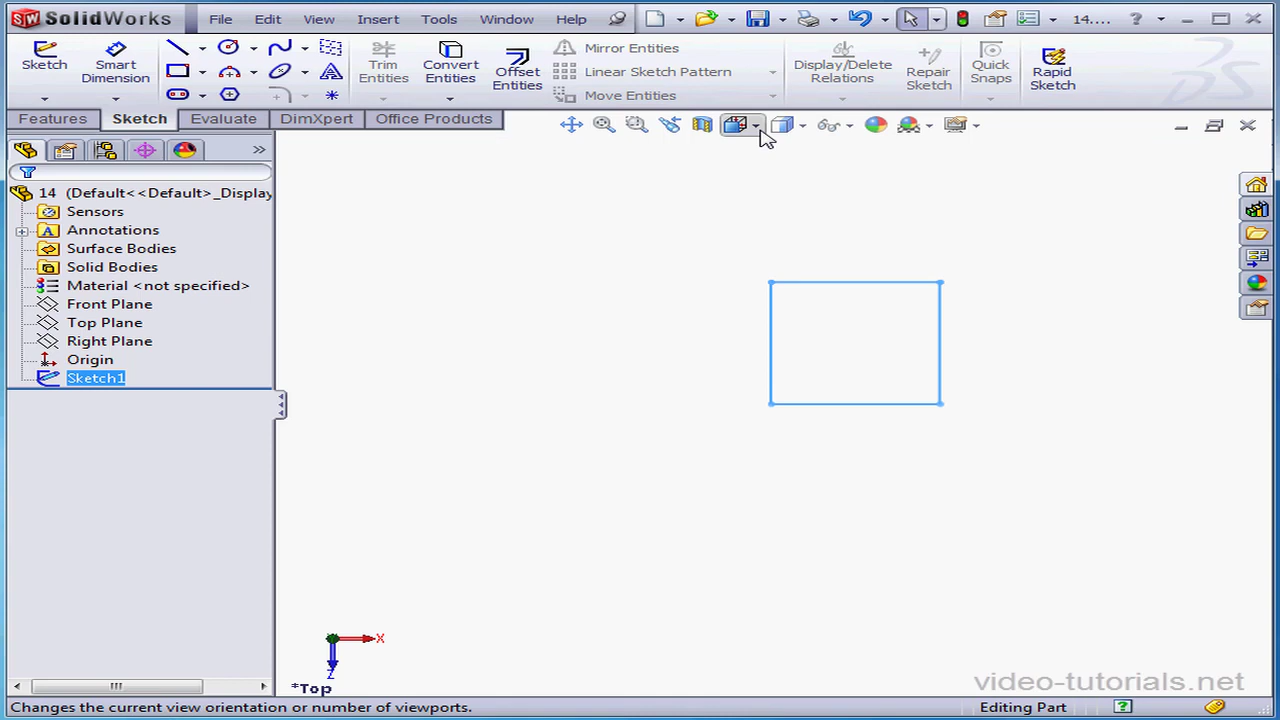 SW SolidWorks File Edit View Insert Tools Window Help 14.... ?
Sketch Smart Dimension Trim Entities Convert Entities Offset Entities Mirror Entities Linear Sketch Pattern Move Entities Display/Delete Relations Repair Sketch Quick Snaps Rapid Sketch
Features Sketch Evaluate DimXpert Office Products
14 (Default<<Default>_Display
Sensors
Annotations
Surface Bodies
Solid Bodies
Material <not specified>
Front Plane
Top Plane
Right Plane
Origin
Sketch1
X
Z
*Top
video-tutorials.net
Changes the current view orientation or number of viewports. Editing Part